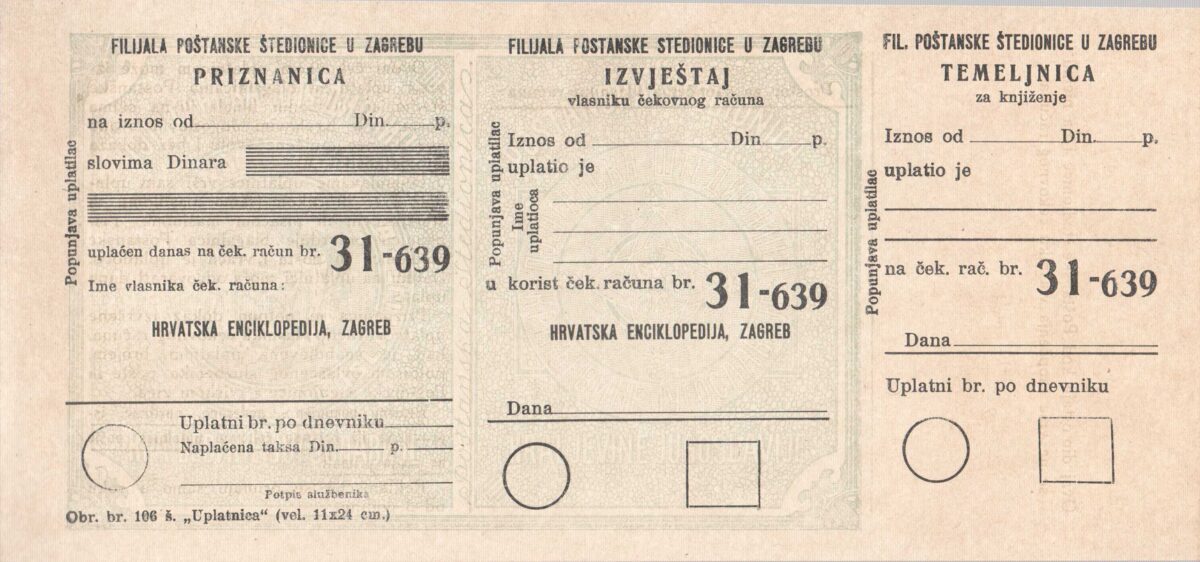 FILIJALA POŠTANSKE ŠTEDIONICE U ZAGREBU
PRIZNANICA
na iznos od Din. p.
slovima Dinara
uplaćen danas na ček. račun br. 31-639
Ime vlasnika ček. računa:
HRVATSKA ENCIKLOPEDIJA, ZAGREB
Uplatni br. po dnevniku
Naplaćena taksa Din. p.
Potpis službenika
Obr. br. 106 š. „Uplatnica" (vel. 11x24 cm.)
Popunjava uplatilac
FILIJALA POSTANSKE STEDIONICE U ZAGREBU
IZVJEŠTAJ
vlasniku čekovnog računa
Iznos od Din. p.
uplatio je
Ime
uplatioca
Popunjava uplatilac
u korist ček. računa br. 31-639
HRVATSKA ENCIKLOPEDIJA, ZAGREB
Dana
FIL. POŠTANSKE ŠTEDIONICE U ZAGREBU
TEMELJNICA
za knjiženje
Iznos od Din. p.
uplatio je
Popunjava uplatilac
na ček. rač. br. 31-639
Dana
Uplatni br. po dnevniku